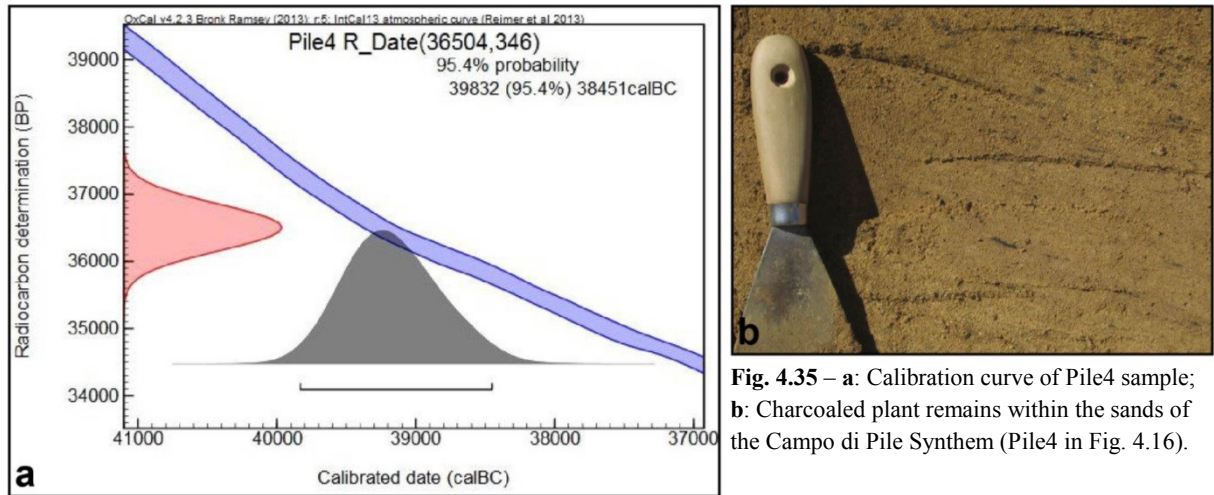 OxCal v4.2.3 Bronk Ramsey (2013); r:5; IntCal13 atmospheric curve (Reimer et al 2013)
Pile4 R_Date(36504,346)
95.4% probability
39832 (95.4%) 38451calBC
Radiocarbon determination (BP)
39000
38000
37000
36000
35000
34000
41000 40000 39000 38000 37000
Calibrated date (calBC)
a
b
Fig. 4.35 – a: Calibration curve of Pile4 sample;
b: Charcoaled plant remains within the sands of
the Campo di Pile Synthem (Pile4 in Fig. 4.16).